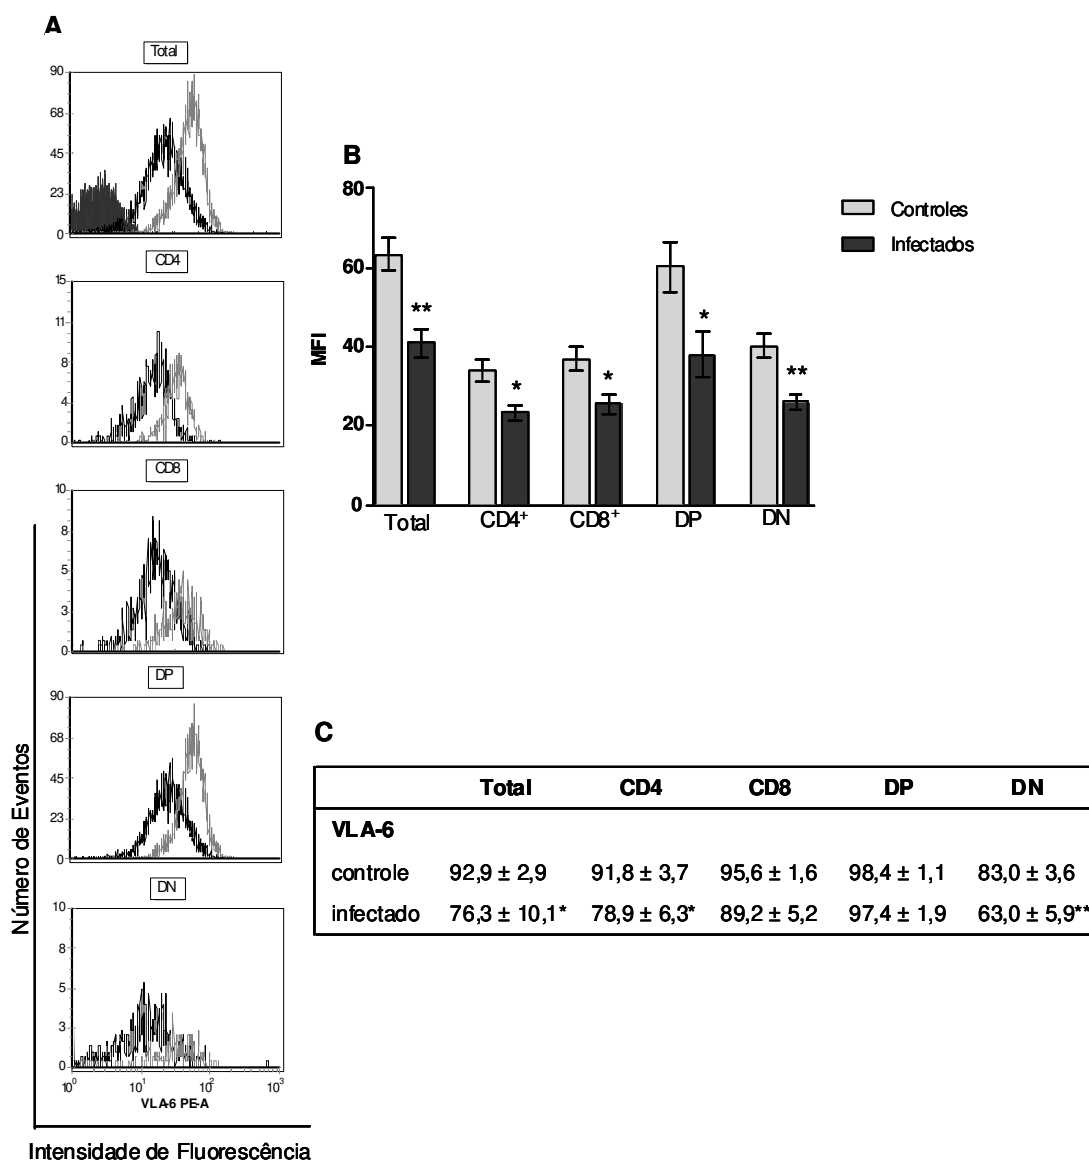 A
Total
90
68
45
23
0
CD4
15
11
8
4
0
CD8
10
8
5
3
0
DP
90
68
45
23
0
DN
10
8
5
3
0
10⁰ 10¹ 10² 10³
VLA-6 PE-A
Número de Eventos
Intensidade de Fluorescência
B
80
60
40
20
0
MFI
** * * * **
Total CD4⁺ CD8⁺ DP DN
Controles
Infectados
C
Total CD4 CD8 DP DN
VLA-6
controle 92,9 ± 2,9 91,8 ± 3,7 95,6 ± 1,6 98,4 ± 1,1 83,0 ± 3,6
infectado 76,3 ± 10,1* 78,9 ± 6,3* 89,2 ± 5,2 97,4 ± 1,9 63,0 ± 5,9**